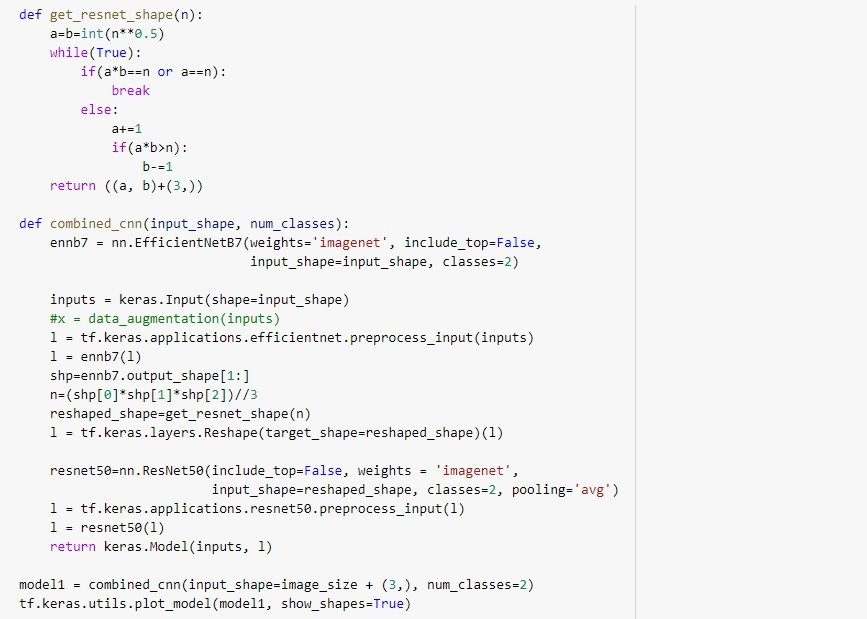 def get_resnet_shape(n):
    a=b=int(n**0.5)
    while(True):
        if(a*b==n or a==n):
            break
        else:
            a+=1
            if(a*b>n):
                b-=1
    return ((a, b)+(3,))

def combined_cnn(input_shape, num_classes):
    ennb7 = nn.EfficientNetB7(weights='imagenet', include_top=False,
                              input_shape=input_shape, classes=2)

    inputs = keras.Input(shape=input_shape)
    #x = data_augmentation(inputs)
    l = tf.keras.applications.efficientnet.preprocess_input(inputs)
    l = ennb7(l)
    shp=ennb7.output_shape[1:]
    n=(shp[0]*shp[1]*shp[2])//3
    reshaped_shape=get_resnet_shape(n)
    l = tf.keras.layers.Reshape(target_shape=reshaped_shape)(l)

    resnet50=nn.ResNet50(include_top=False, weights = 'imagenet',
                         input_shape=reshaped_shape, classes=2, pooling='avg')
    l = tf.keras.applications.resnet50.preprocess_input(l)
    l = resnet50(l)
    return keras.Model(inputs, l)

model1 = combined_cnn(input_shape=image_size + (3,), num_classes=2)
tf.keras.utils.plot_model(model1, show_shapes=True)